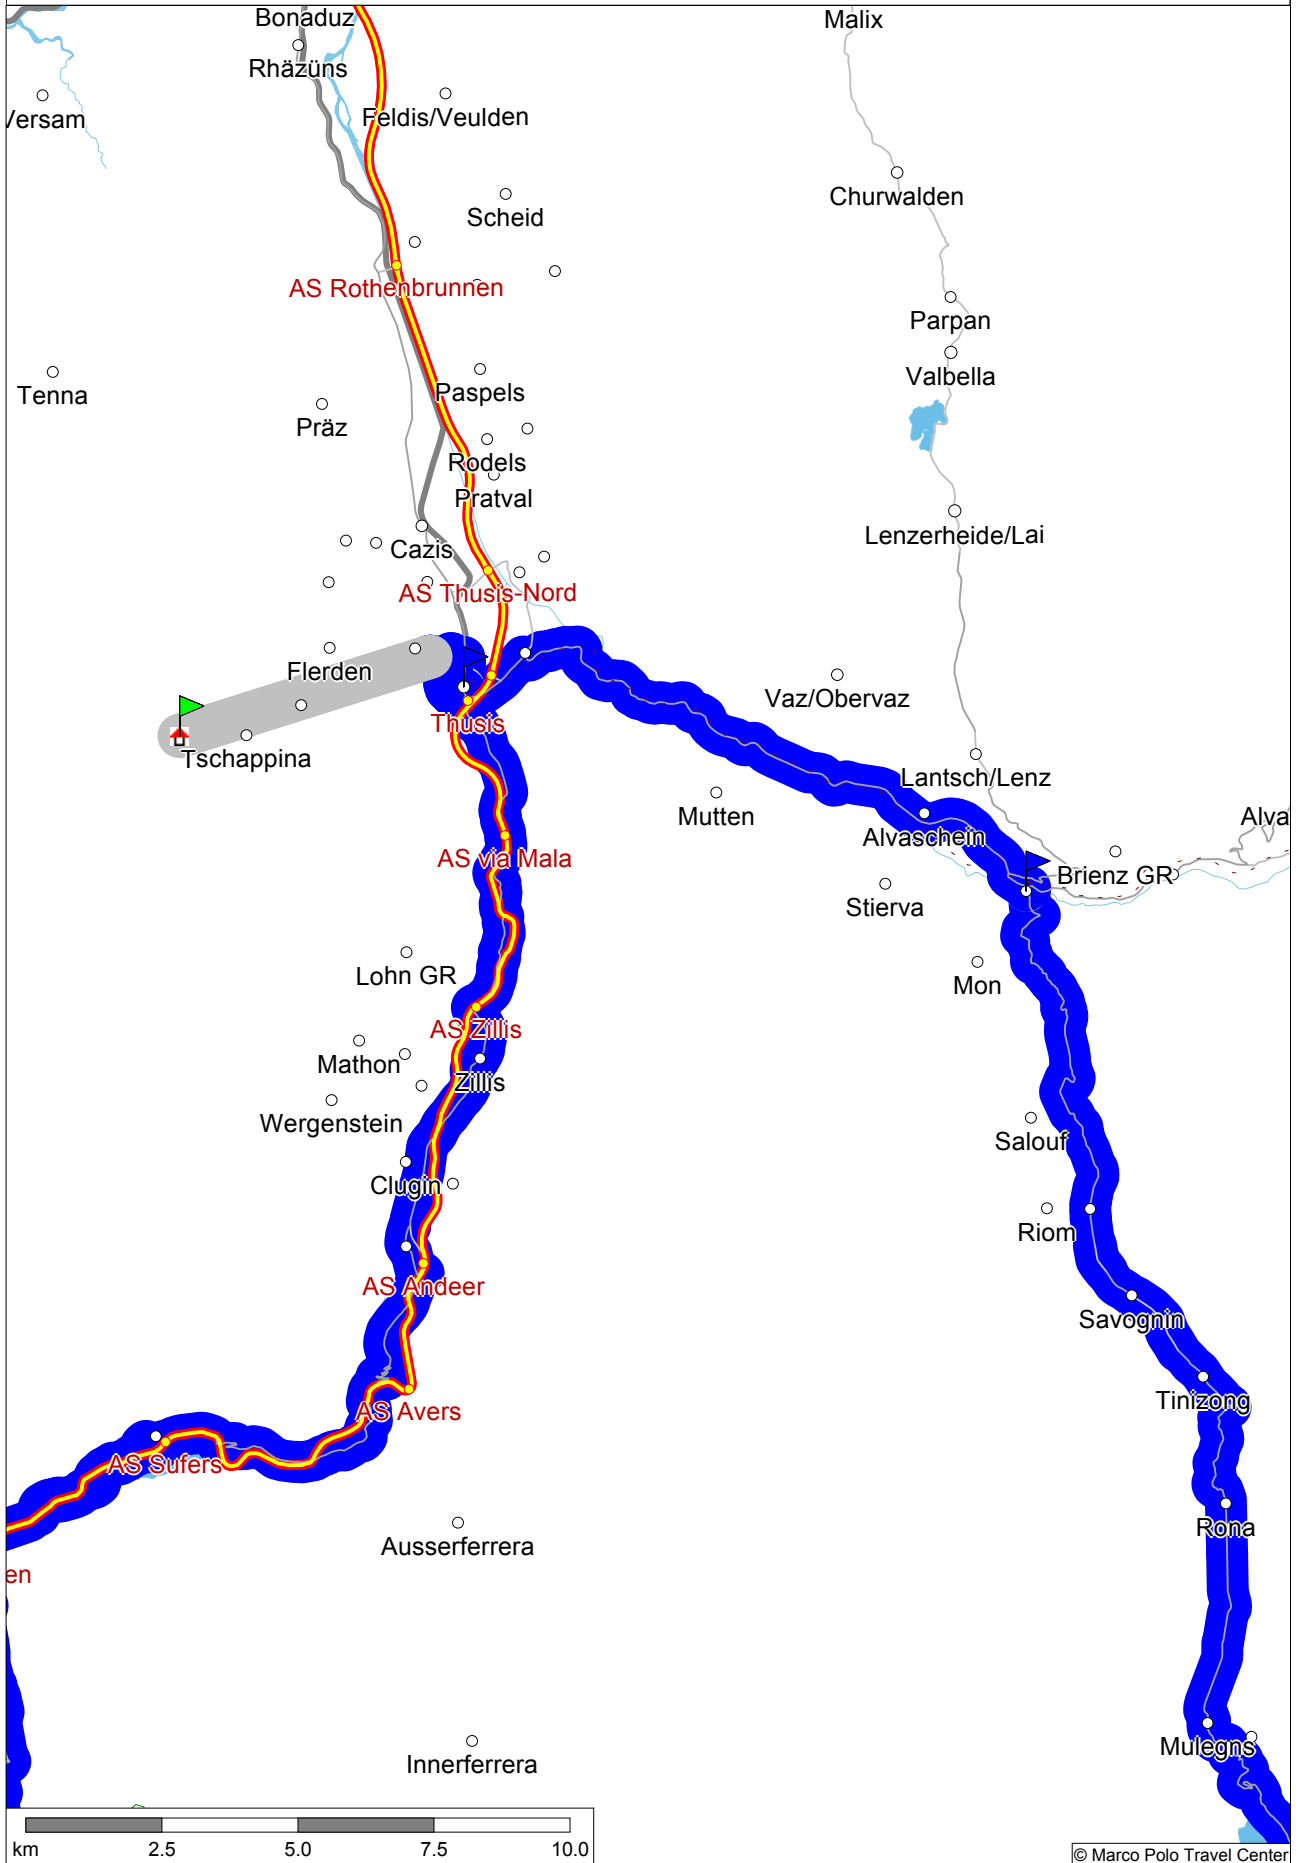 Bonaduz
Malix
Rhäzüns
Versam
Feldis/Veulden
Churwalden
Scheid
AS Rothenbrunnen
Parpan
Valbella
Tenna
Paspels
Präz
Rodels
Pratval
Lenzerheide/Lai
Cazis
AS Thusis-Nord
Flerden
Vaz/Obervaz
Thusis
Tschappina
Lantsch/Lenz
Mutten
Alva
Alvaschein
AS via Mala
Brienz GR
Stierva
Lohn GR
Mon
AS Zillis
Mathon
Zillis
Wergenstein
Salouf
Clugin
Riom
AS Andeer
Savognin
Tinizong
AS Avers
AS Sufers
Rona
Ausserferrera
en
Mulegns
Innerferrera
km 2.5 5.0 7.5 10.0
© Marco Polo Travel Center